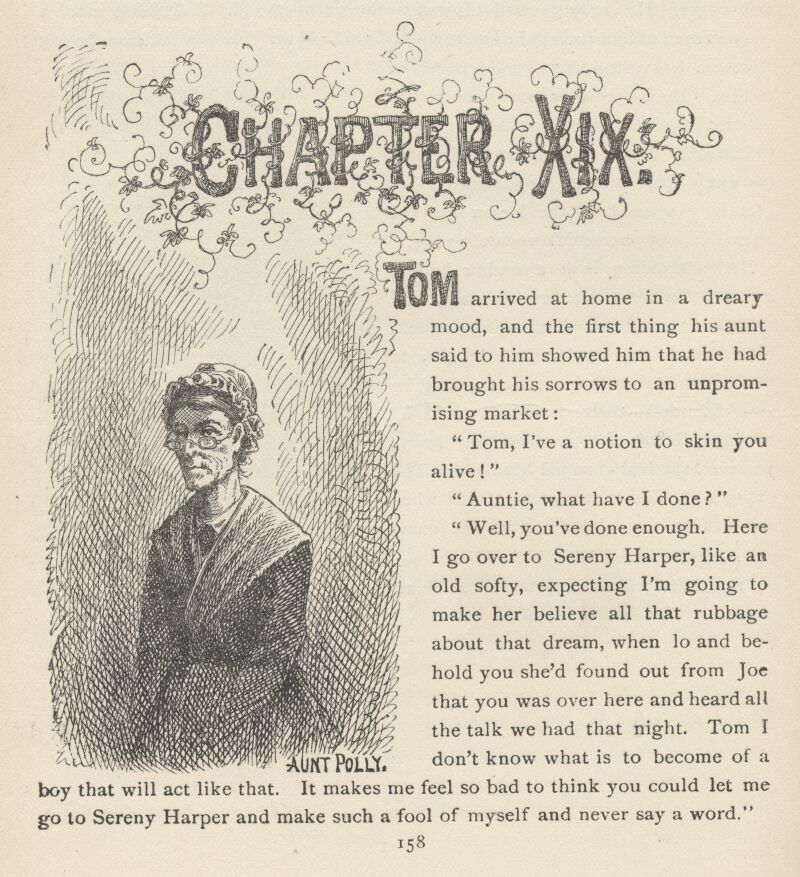 CHAPTER XIX.
TOM arrived at home in a dreary
mood, and the first thing his aunt
said to him showed him that he had
brought his sorrows to an unprom-
ising market:
"Tom, I've a notion to skin you
alive!"
"Auntie, what have I done?"
"Well, you've done enough. Here
I go over to Sereny Harper, like an
old softy, expecting I'm going to
make her believe all that rubbage
about that dream, when lo and be-
hold you she'd found out from Joe
that you was over here and heard all
the talk we had that night. Tom I
don't know what is to become of a
boy that will act like that. It makes me feel so bad to think you could let me
go to Sereny Harper and make such a fool of myself and never say a word."
AUNT POLLY.
158